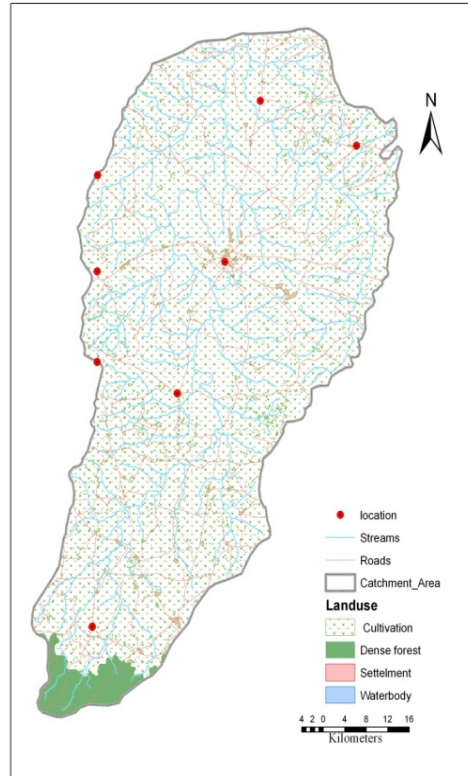 N
location
Streams
Roads
Catchment_Area
Landuse
Cultivation
Dense forest
Settelment
Waterbody
4 2 0 4 8 12 16
Kilometers